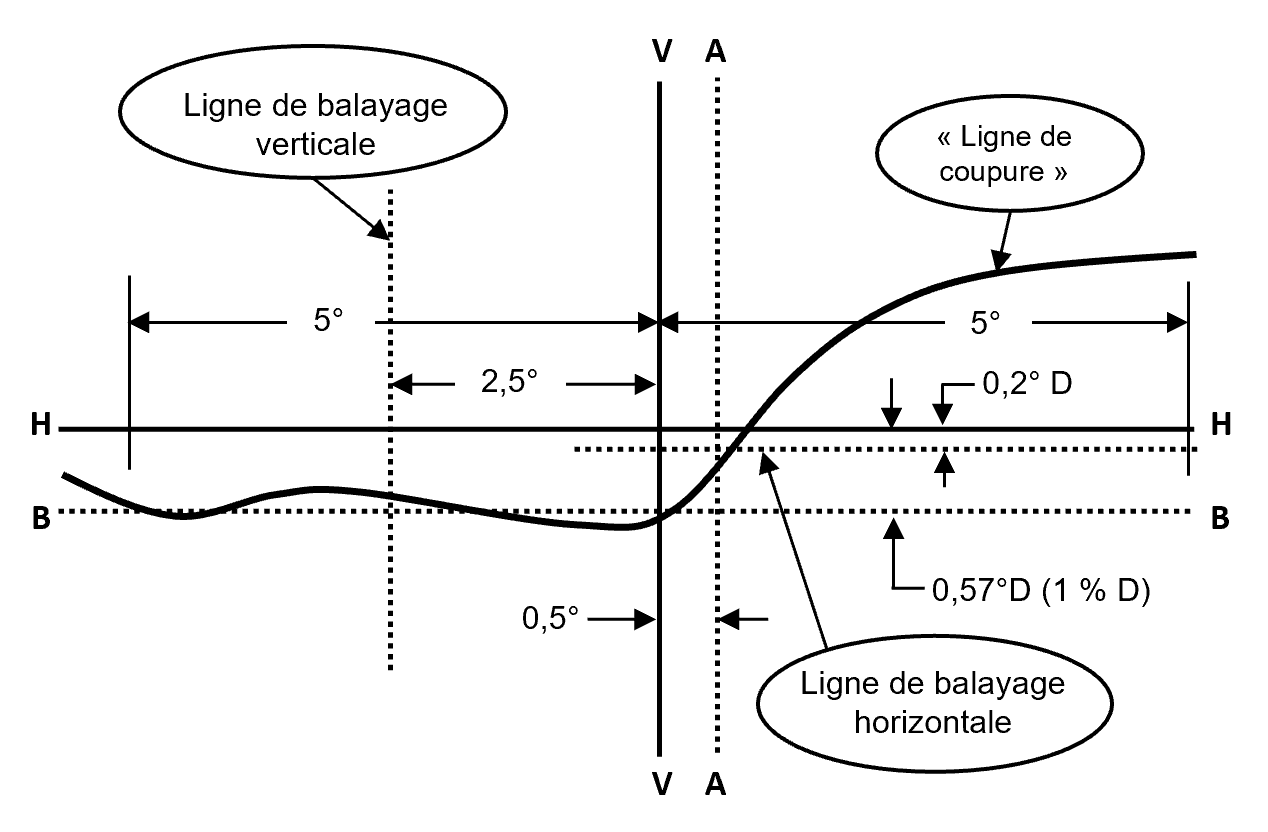 V A
Ligne de balayage
verticale
« Ligne de
coupure »
5°
5°
2,5°
0,2° D
H
H
B
B
0,57°D (1 % D)
0,5°
Ligne de balayage
horizontale
V A